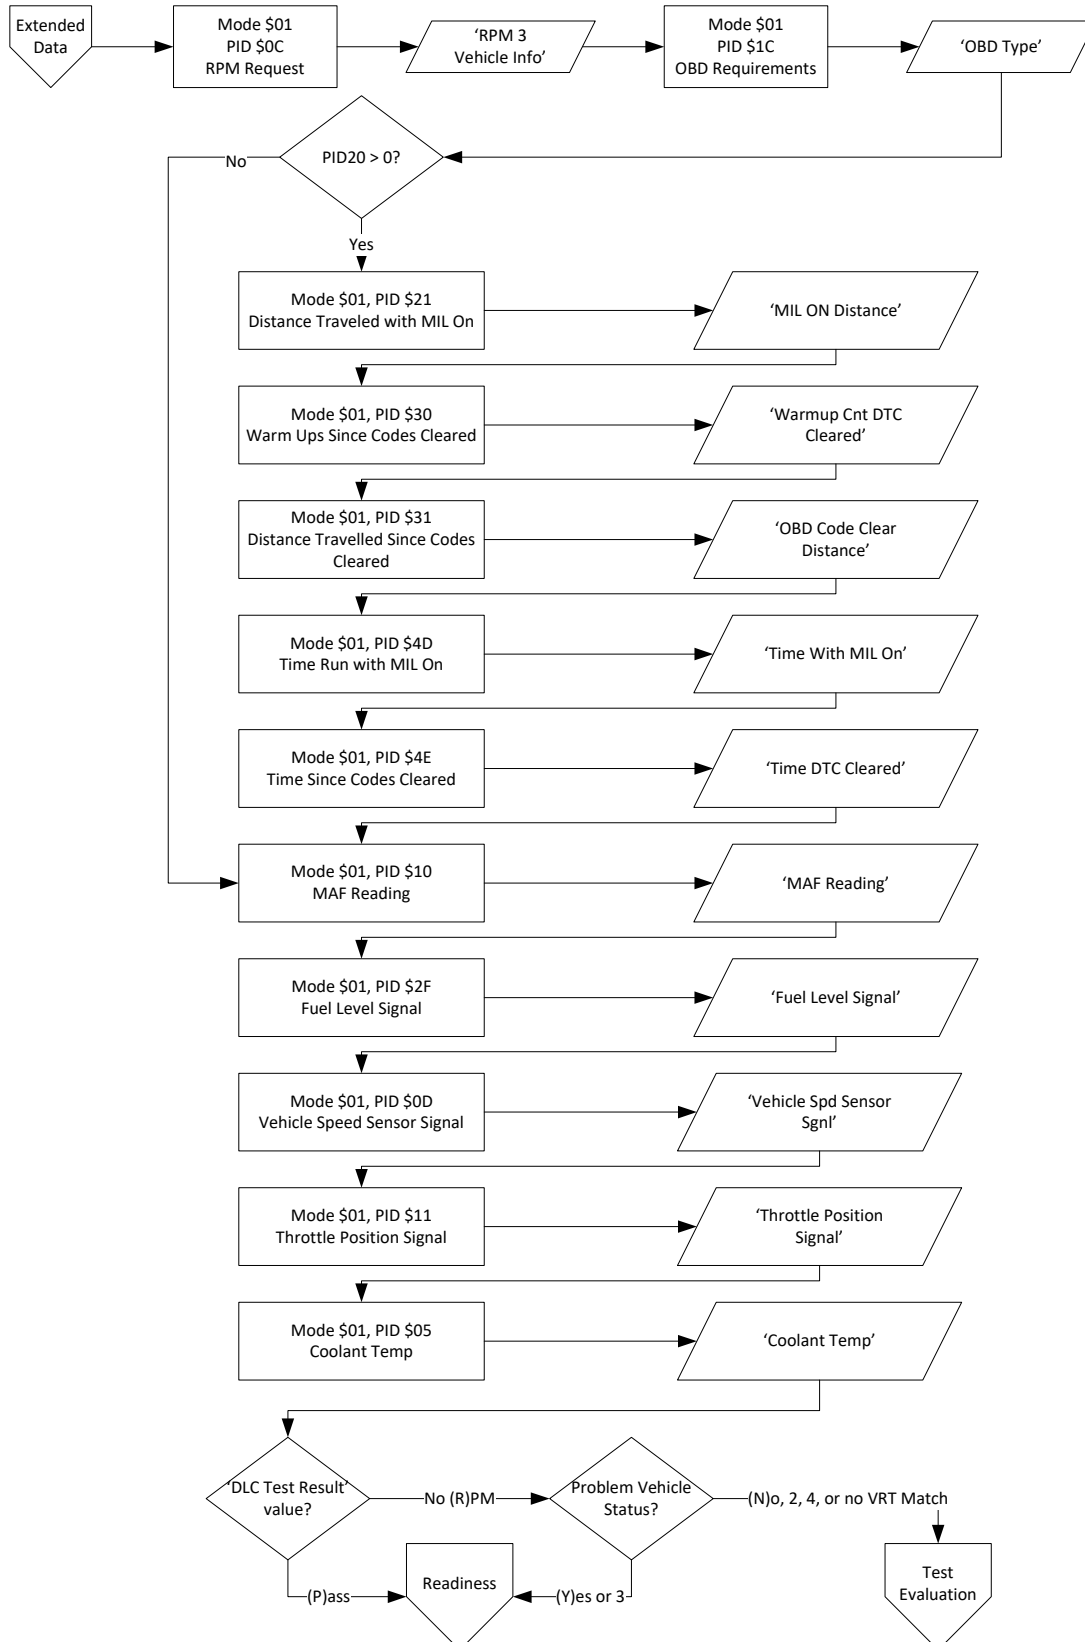 Extended
Data
Mode $01
PID $0C
RPM Request
‘RPM 3
Vehicle Info’
Mode $01
PID $1C
OBD Requirements
‘OBD Type’
PID20 > 0?
No
Yes
Mode $01, PID $21
Distance Traveled with MIL On
‘MIL ON Distance’
Mode $01, PID $30
Warm Ups Since Codes Cleared
‘Warmup Cnt DTC
Cleared’
Mode $01, PID $31
Distance Travelled Since Codes
Cleared
‘OBD Code Clear
Distance’
Mode $01, PID $4D
Time Run with MIL On
‘Time With MIL On’
Mode $01, PID $4E
Time Since Codes Cleared
‘Time DTC Cleared’
Mode $01, PID $10
MAF Reading
‘MAF Reading’
Mode $01, PID $2F
Fuel Level Signal
‘Fuel Level Signal’
Mode $01, PID $0D
Vehicle Speed Sensor Signal
‘Vehicle Spd Sensor
Sgnl’
Mode $01, PID $11
Throttle Position Signal
‘Throttle Position
Signal’
Mode $01, PID $05
Coolant Temp
‘Coolant Temp’
‘DLC Test Result’
value?
No (R)PM
Problem Vehicle
Status?
(N)o, 2, 4, or no VRT Match
(P)ass
Readiness
(Y)es or 3
Test
Evaluation